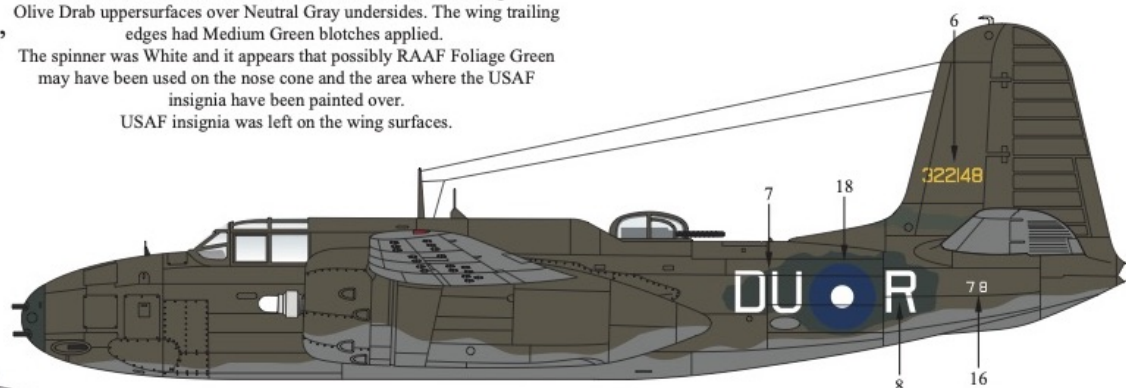 Olive Drab uppersurfaces over Neutral Gray undersides. The wing trailing
edges had Medium Green blotches applied.
The spinner was White and it appears that possibly RAAF Foliage Green
may have been used on the nose cone and the area where the USAF
insignia have been painted over.
USAF insignia was left on the wing surfaces.
6
322148
7
18
DU R
78
8
16